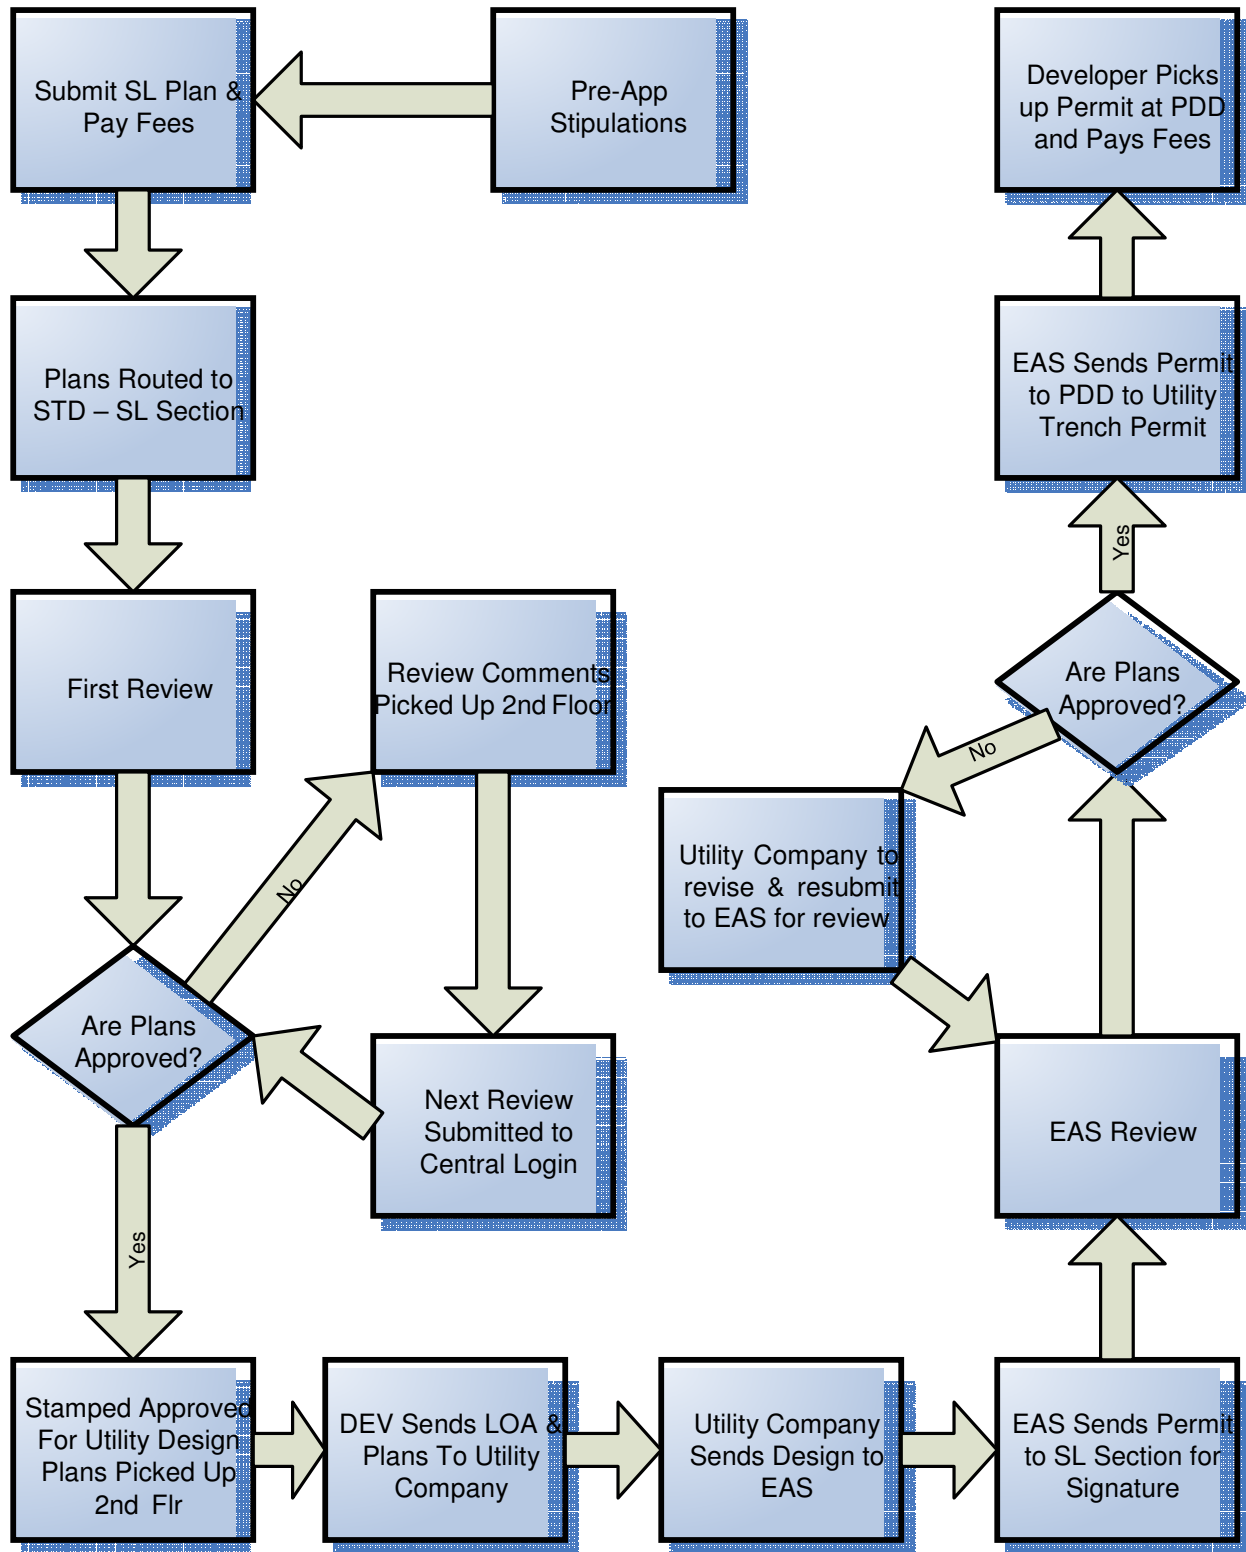 Submit SL Plan &
Pay Fees
Pre-App
Stipulations
Developer Picks
up Permit at PDD
and Pays Fees
Plans Routed to
STD – SL Section
EAS Sends Permit
to PDD to Utility
Trench Permit
Yes
First Review
Review Comments
Picked Up 2nd Floor
Are Plans
Approved?
No
Utility Company to
revise & resubmit
to EAS for review
No
Are Plans
Approved?
Next Review
Submitted to
Central Login
EAS Review
Yes
Stamped Approved
For Utility Design
Plans Picked Up
2nd Flr
DEV Sends LOA &
Plans To Utility
Company
Utility Company
Sends Design to
EAS
EAS Sends Permit
to SL Section for
Signature